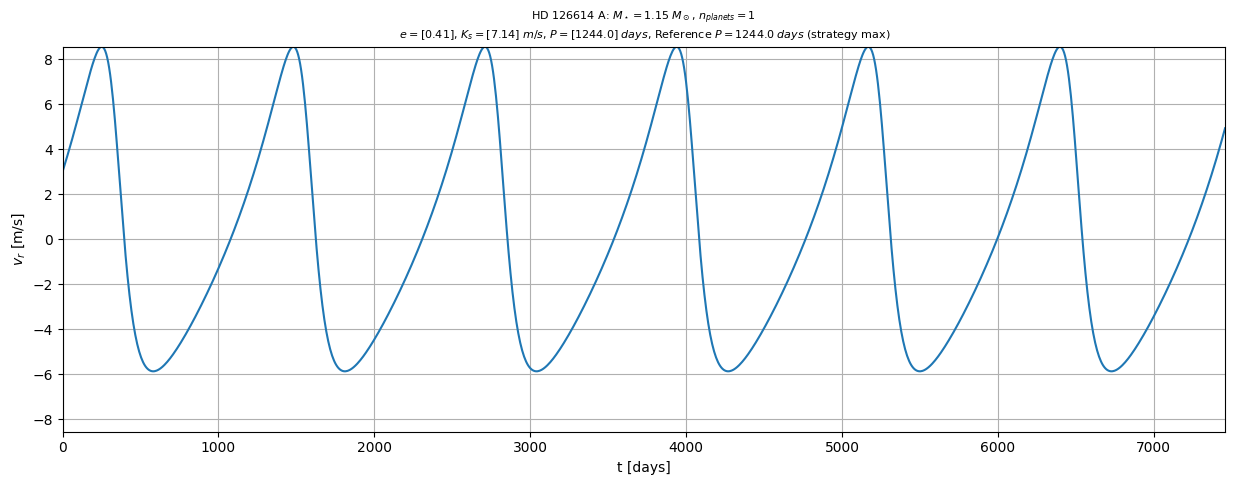 HD 126614 A: $M_\star = 1.15\ M_\odot$, $n_{planets} = 1$
$e = [0.41]$, $K_s = [7.14]\ m/s$, $P = [1244.0]\ days$, Reference $P = 1244.0\ days$ (strategy max)
8
6
4
2
0
−2
−4
−6
−8
$v_r$ [m/s]
0 1000 2000 3000 4000 5000 6000 7000
t [days]